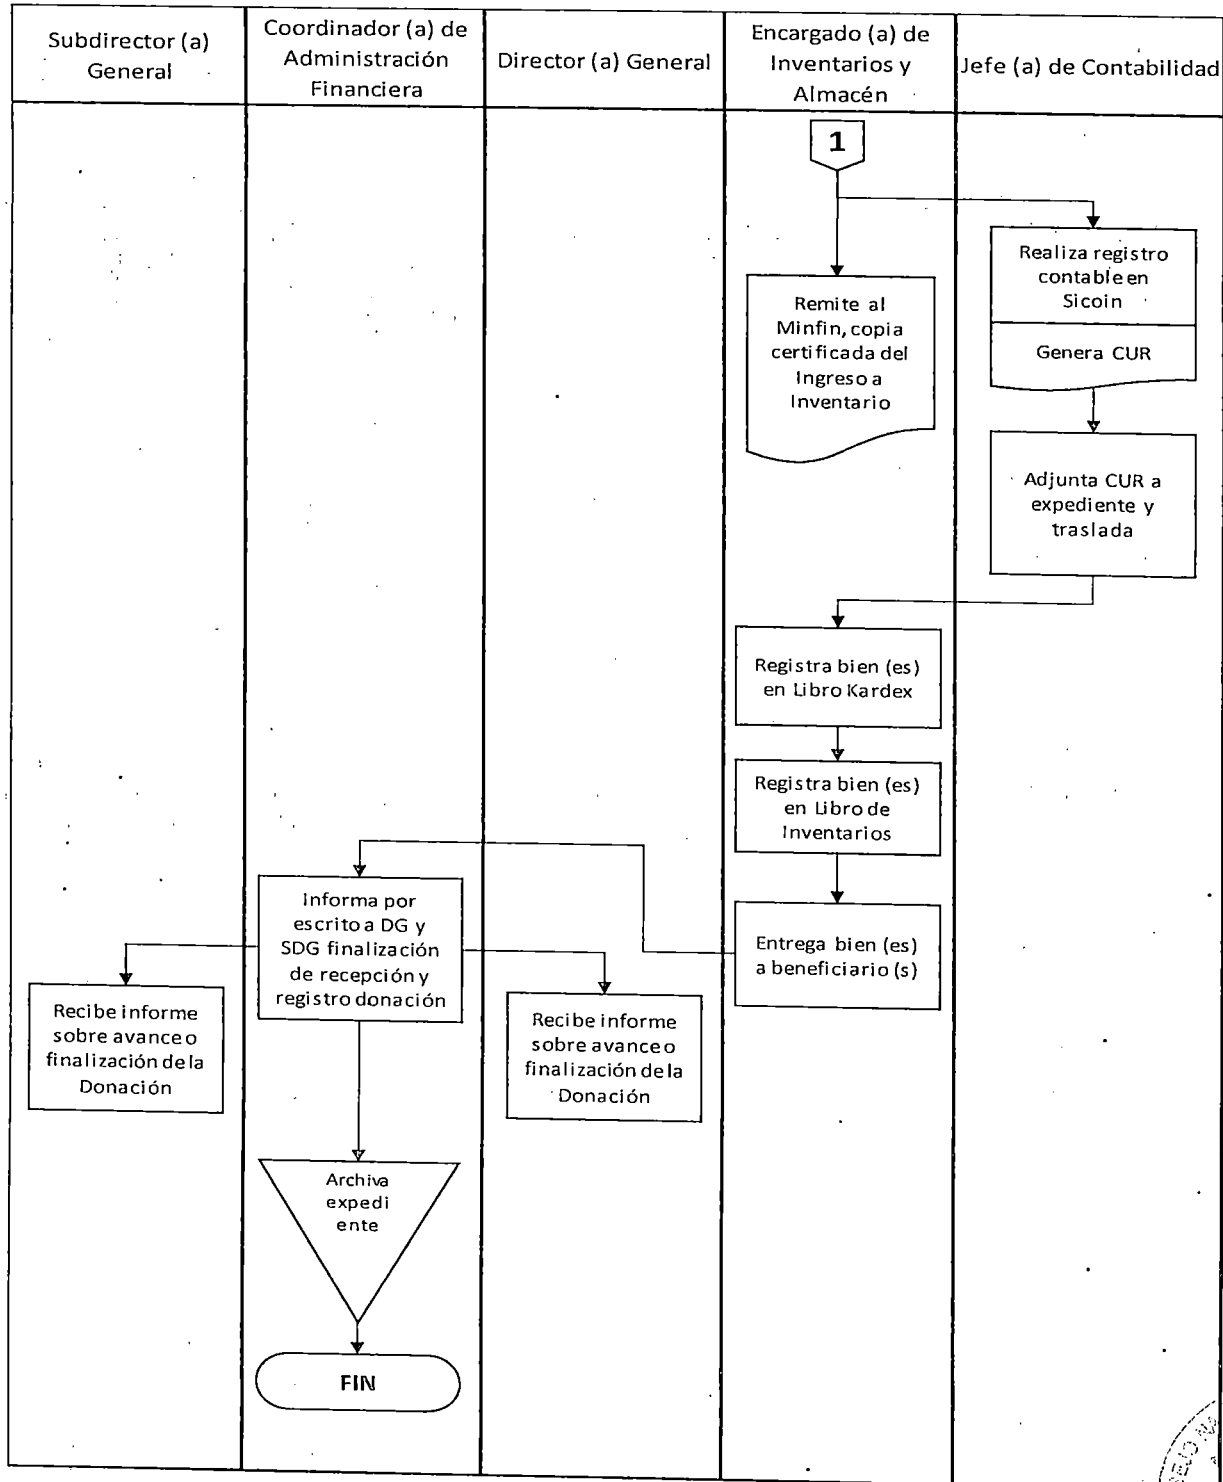 Subdirector (a)
General
Coordinador (a) de
Administración
Financiera
Director (a) General
Encargado (a) de
Inventarios y
Almacén
Jefe (a) de Contabilidad
1
Realiza registro
contable en
Sicoin
Genera CUR
Remite al
Minfin, copia
certificada del
Ingreso a
Inventario
Adjunta CUR a
expediente y
traslada
Registra bien (es)
en Libro Kardex
Registra bien (es)
en Libro de
Inventarios
Entrega bien (es)
a beneficiario (s)
Informa por
escrito a DG y
SDG finalización
de recepción y
registro donación
Recibe informe
sobre avance o
finalización de la
Donación
Recibe informe
sobre avance o
finalización de la
Donación
Archiva
expedi
ente
FIN